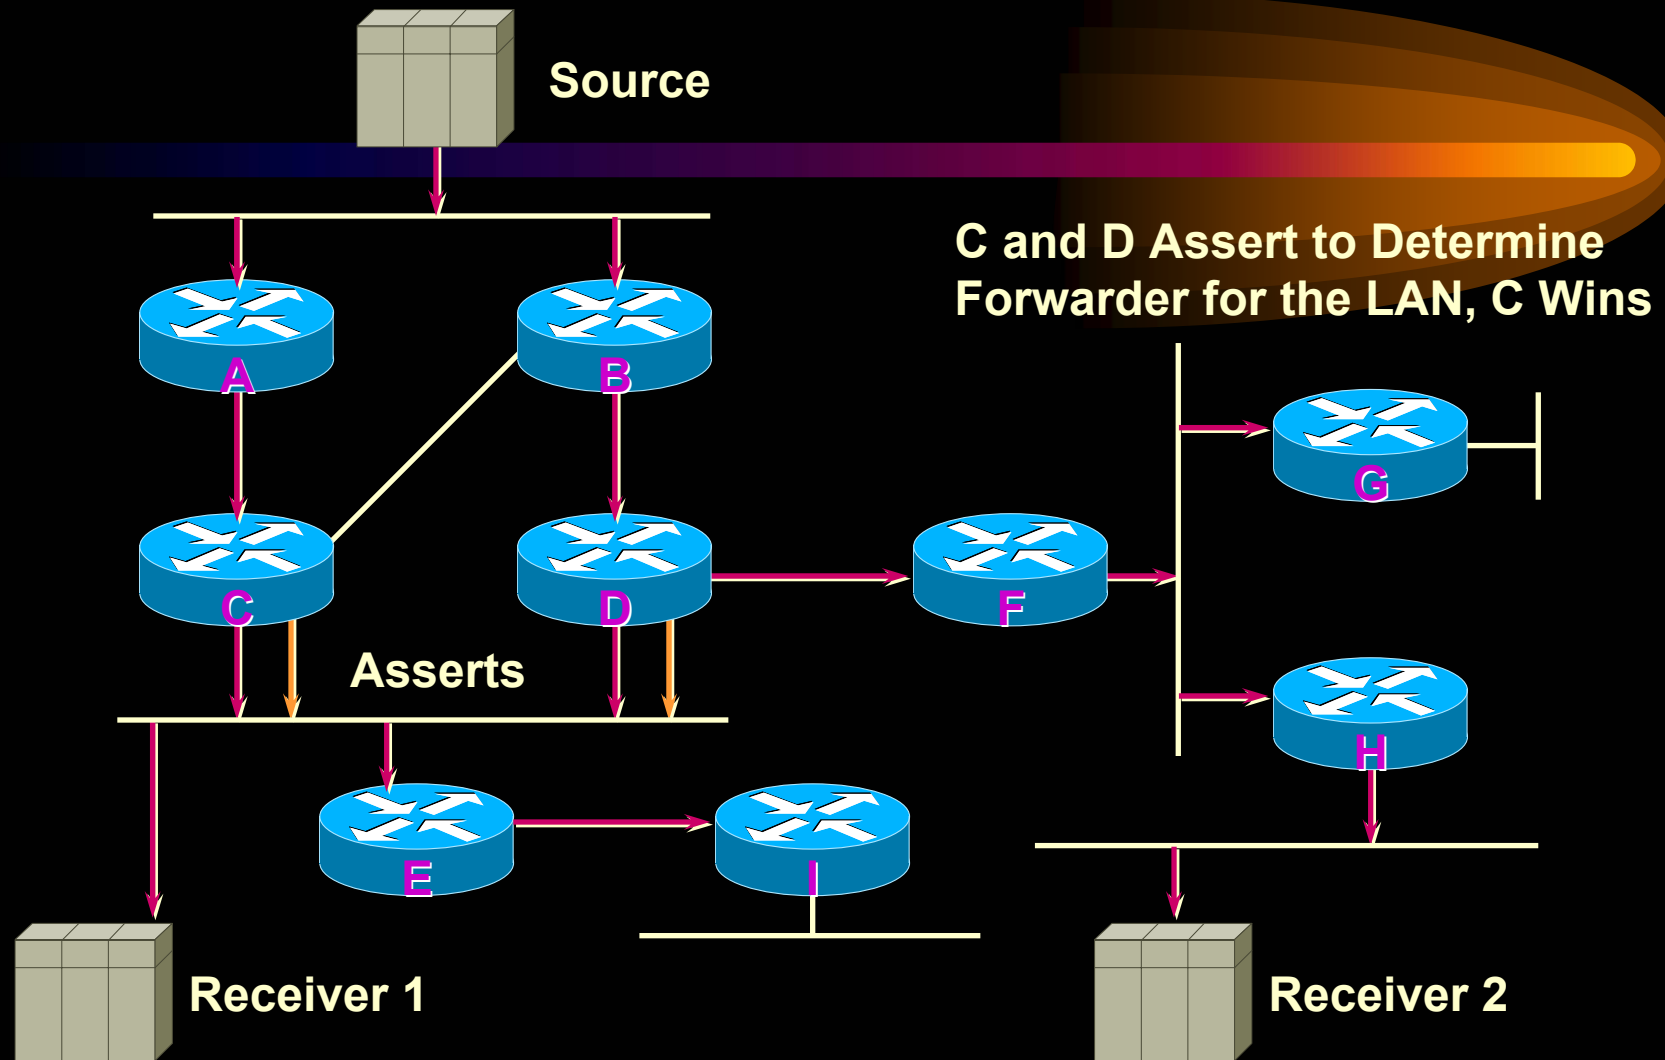 Source
C and D Assert to Determine
Forwarder for the LAN, C Wins
A
B
G
C
D
F
Asserts
H
E
I
Receiver 1
Receiver 2